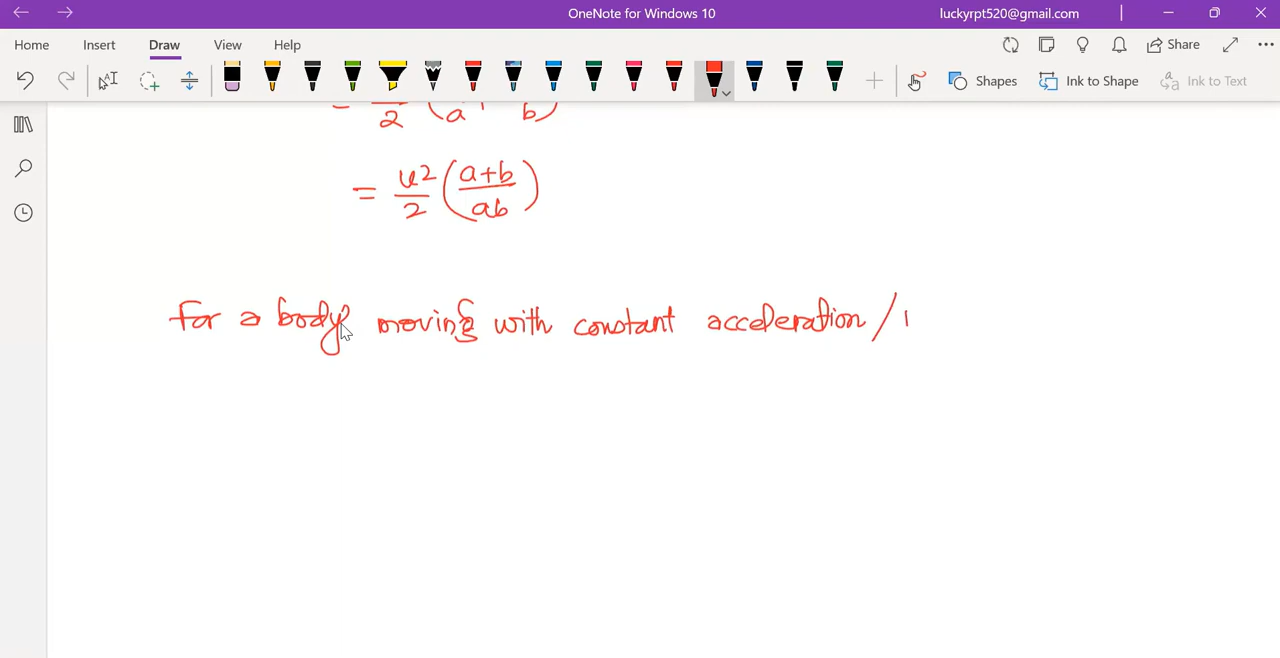 OneNote for Windows 10
luckyrpt520@gmail.com
Home Insert Draw View Help Share
Shapes Ink to Shape Ink to Text
= 2 (a + b)
= u²/2 (a+b/ab)
For a body moving with constant acceleration /